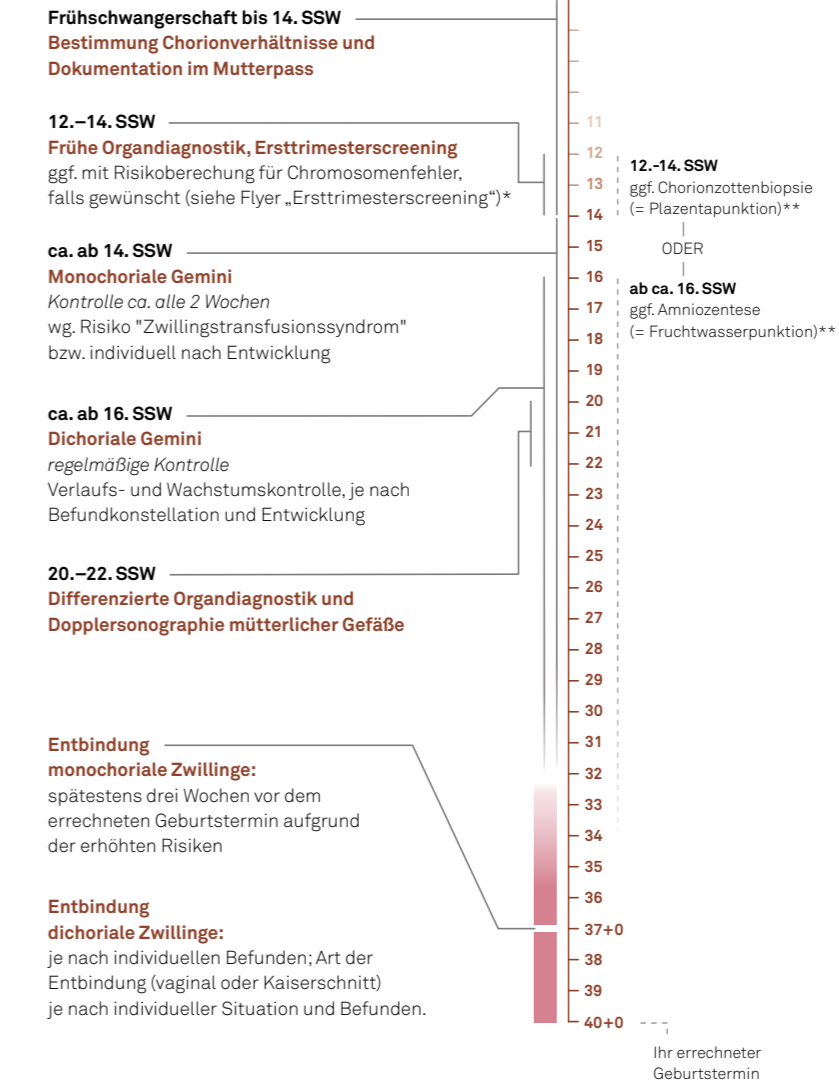 Frühschwangerschaft bis 14. SSW
Bestimmung Chorionverhältnisse und
Dokumentation im Mutterpass
12.–14. SSW
Frühe Organdiagnostik, Ersttrimesterscreening
ggf. mit Risikoberechung für Chromosomenfehler,
falls gewünscht (siehe Flyer „Ersttrimesterscreening“)*
ca. ab 14. SSW
Monochoriale Gemini
Kontrolle ca. alle 2 Wochen
wg. Risiko "Zwillingstransfusionssyndrom"
bzw. individuell nach Entwicklung
ca. ab 16. SSW
Dichoriale Gemini
regelmäßige Kontrolle
Verlaufs- und Wachstumskontrolle, je nach
Befundkonstellation und Entwicklung
20.–22. SSW
Differenzierte Organdiagnostik und
Dopplersonographie mütterlicher Gefäße
Entbindung
monochoriale Zwillinge:
spätestens drei Wochen vor dem
errechneten Geburtstermin aufgrund
der erhöhten Risiken
Entbindung
dichoriale Zwillinge:
je nach individuellen Befunden; Art der
Entbindung (vaginal oder Kaiserschnitt)
je nach individueller Situation und Befunden.
11
12
13
14
15
16
17
18
19
20
21
22
23
24
25
26
27
28
29
30
31
32
33
34
35
36
37+0
38
39
40+0
12.-14. SSW
ggf. Chorionzottenbiopsie
(= Plazentapunktion)**
ODER
ab ca. 16. SSW
ggf. Amniozentese
(= Fruchtwasserpunktion)**
Ihr errechneter
Geburtstermin